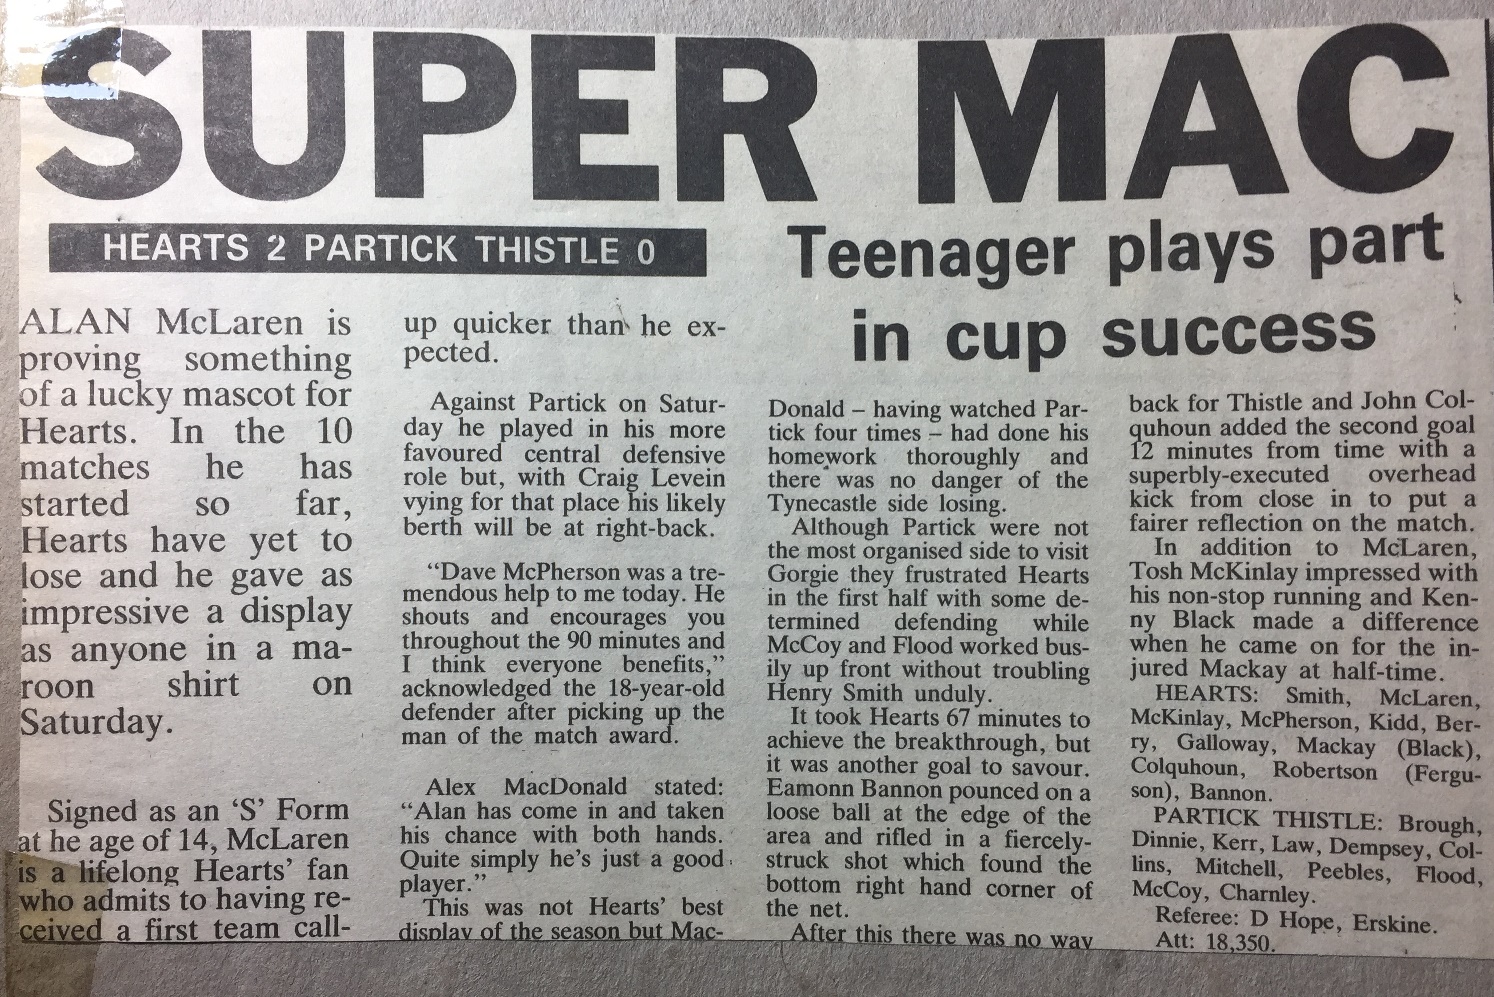 SUPER MAC
HEARTS 2 PARTICK THISTLE 0
Teenager plays part
in cup success
ALAN McLaren is
proving something
of a lucky mascot for
Hearts. In the 10
matches he has
started so far,
Hearts have yet to
lose and he gave as
impressive a display
as anyone in a ma-
roon shirt on
Saturday.
Signed as an ‘S’ Form
at he age of 14, McLaren
is a lifelong Hearts’ fan
who admits to having re-
ceived a first team call-
up quicker than he ex-
pected.
Against Partick on Satur-
day he played in his more
favoured central defensive
role but, with Craig Levein
vying for that place his likely
berth will be at right-back.
“Dave McPherson was a tre-
mendous help to me today. He
shouts and encourages you
throughout the 90 minutes and
I think everyone benefits,”
acknowledged the 18-year-old
defender after picking up the
man of the match award.
Alex MacDonald stated:
“Alan has come in and taken
his chance with both hands.
Quite simply he’s just a good
player.”
This was not Hearts’ best
display of the season but Mac-
Donald – having watched Par-
tick four times – had done his
homework thoroughly and
there was no danger of the
Tynecastle side losing.
Although Partick were not
the most organised side to visit
Gorgie they frustrated Hearts
in the first half with some de-
termined defending while
McCoy and Flood worked bus-
ily up front without troubling
Henry Smith unduly.
It took Hearts 67 minutes to
achieve the breakthrough, but
it was another goal to savour.
Eamonn Bannon pounced on a
loose ball at the edge of the
area and rifled in a fiercely-
struck shot which found the
bottom right hand corner of
the net.
After this there was no way
back for Thistle and John Col-
quhoun added the second goal
12 minutes from time with a
superbly-executed overhead
kick from close in to put a
fairer reflection on the match.
In addition to McLaren,
Tosh McKinlay impressed with
his non-stop running and Ken-
ny Black made a difference
when he came on for the in-
jured Mackay at half-time.
HEARTS: Smith, McLaren,
McKinlay, McPherson, Kidd, Ber-
ry, Galloway, Mackay (Black),
Colquhoun, Robertson (Fergu-
son), Bannon.
PARTICK THISTLE: Brough,
Dinnie, Kerr, Law, Dempsey, Col-
lins, Mitchell, Peebles, Flood,
McCoy, Charnley.
Referee: D Hope, Erskine.
Att: 18,350.